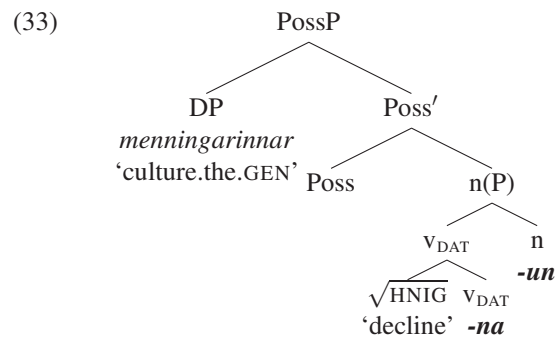 (33) PossP
DP Poss′
menningarinnar
'culture.the.GEN' Poss n(P)
vDAT n
-un
√HNIG vDAT
'decline' -na